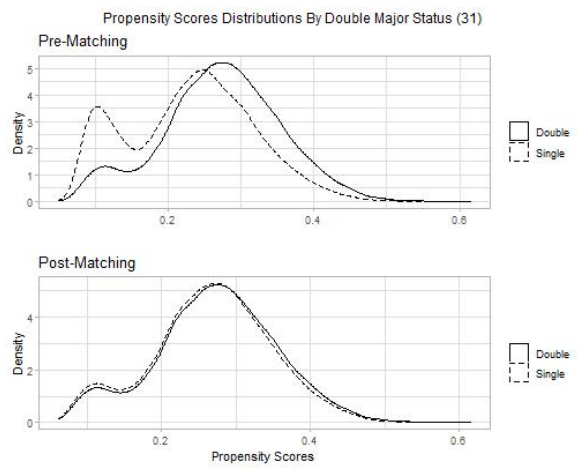 Propensity Scores Distributions By Double Major Status (31)
Pre-Matching
5
4
3
2
1
0
Density
0.2
0.4
0.6
Double
Single
Post-Matching
4
2
0
Density
0.2
0.4
0.6
Propensity Scores
Double
Single